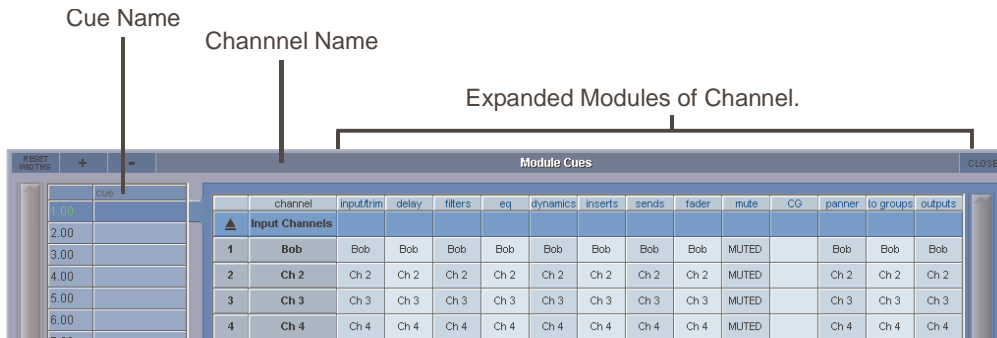 Cue Name
Channnel Name
Expanded Modules of Channel.
RESET WIDTHS + - Module Cues CLOSE
cue
1.00
2.00
3.00
4.00
5.00
6.00
channel input/trim delay filters eq dynamics inserts sends fader mute CG panner to groups outputs
Input Channels
1 Bob Bob Bob Bob Bob Bob Bob Bob Bob MUTED Bob Bob Bob
2 Ch 2 Ch 2 Ch 2 Ch 2 Ch 2 Ch 2 Ch 2 Ch 2 Ch 2 MUTED Ch 2 Ch 2 Ch 2
3 Ch 3 Ch 3 Ch 3 Ch 3 Ch 3 Ch 3 Ch 3 Ch 3 Ch 3 MUTED Ch 3 Ch 3 Ch 3
4 Ch 4 Ch 4 Ch 4 Ch 4 Ch 4 Ch 4 Ch 4 Ch 4 Ch 4 MUTED Ch 4 Ch 4 Ch 4